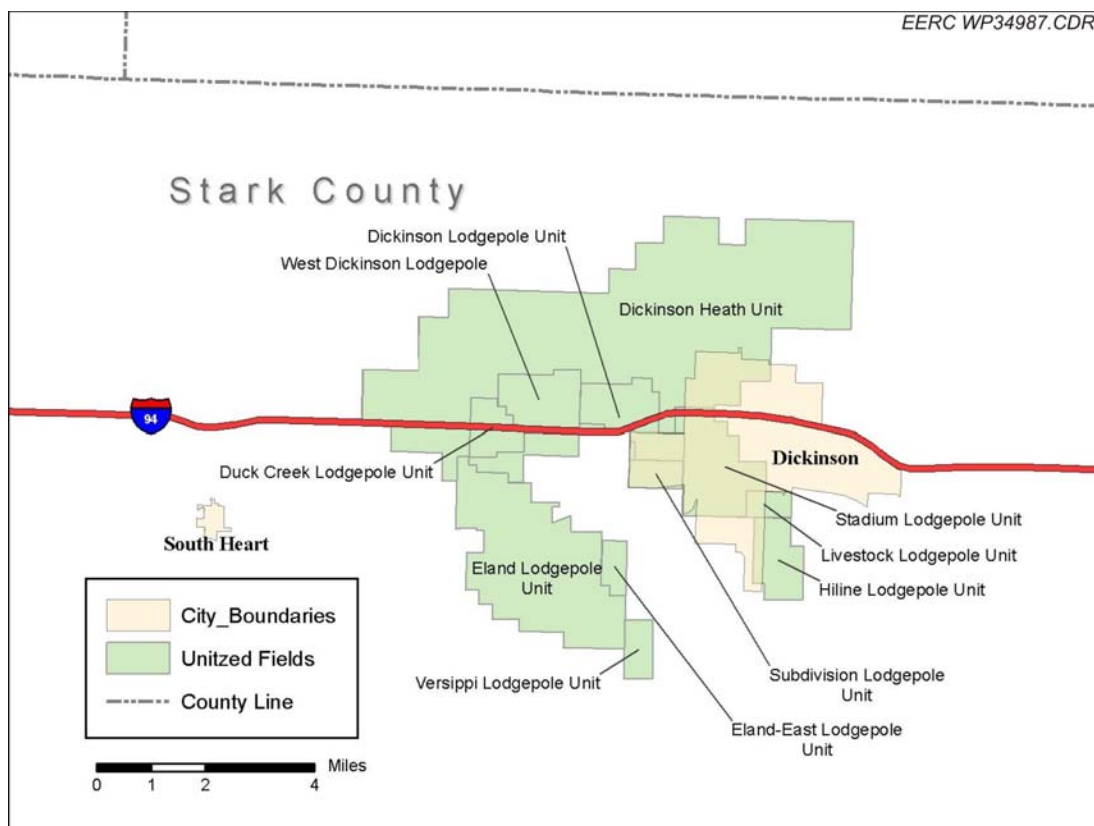 EERC WP34987.CDR
Stark County
Dickinson Lodgepole Unit
West Dickinson Lodgepole
Dickinson Heath Unit
94
Duck Creek Lodgepole Unit
Dickinson
Stadium Lodgepole Unit
South Heart
Livestock Lodgepole Unit
Eland Lodgepole
Unit
Hiline Lodgepole Unit
City_Boundaries
Unitzed Fields
County Line
Versippi Lodgepole Unit
Subdivision Lodgepole
Unit
Eland-East Lodgepole
Unit
Miles
0 1 2 4